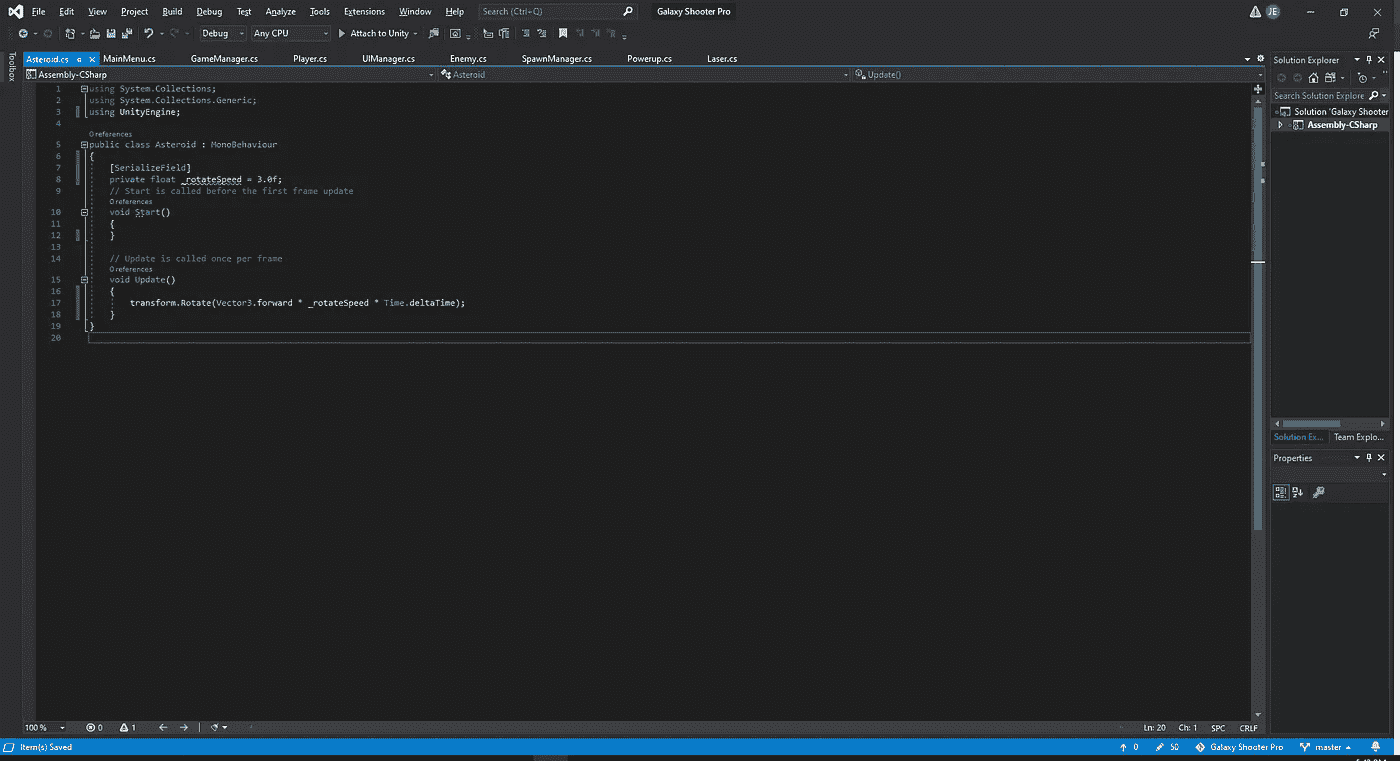 File Edit View Project Build Debug Test Analyze Tools Extensions Window Help Search (Ctrl+Q) Galaxy Shooter Pro JE
Debug Any CPU Attach to Unity
Toolbox
Asteroid.cs MainMenu.cs GameManager.cs Player.cs UIManager.cs Enemy.cs SpawnManager.cs Powerup.cs Laser.cs
Assembly-CSharp Asteroid Update()
1 using System.Collections;
2 using System.Collections.Generic;
3 using UnityEngine;
4
0 references
5 public class Asteroid : MonoBehaviour
6 {
7 [SerializeField]
8 private float _rotateSpeed = 3.0f;
9 // Start is called before the first frame update
0 references
10 void Start()
11 {
12 }
13
14 // Update is called once per frame
0 references
15 void Update()
16 {
17 transform.Rotate(Vector3.forward * _rotateSpeed * Time.deltaTime);
18 }
19 }
20
Solution Explorer
Search Solution Explore
Solution 'Galaxy Shooter
Assembly-CSharp
Solution Ex... Team Explo...
Properties
100 % 0 1 Ln: 20 Ch: 1 SPC CRLF
Item(s) Saved 0 50 Galaxy Shooter Pro master